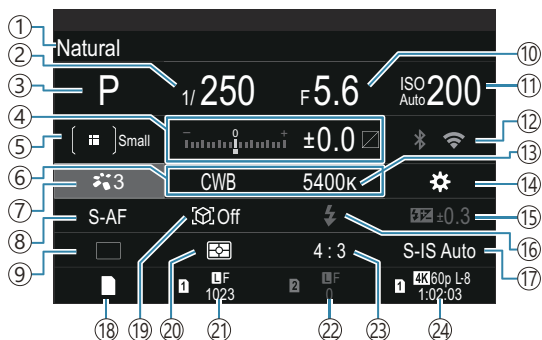 ① Natural
② ⑩
③ P 1/250 F5.6 ISO Auto 200 ⑪
④ ⑤ Small − 0 + ±0.0 ⑫
⑥ ⑬
⑦ 3 CWB 5400K ⑭
⑧ S-AF Off ±0.3 ⑮
⑨ 4:3 S-IS Auto ⑯ ⑰
1 LF 2 LF 1 4K 60p L-8
1023 0 1:02:03
⑱ ⑲ ⑳ ㉑ ㉒ ㉓ ㉔